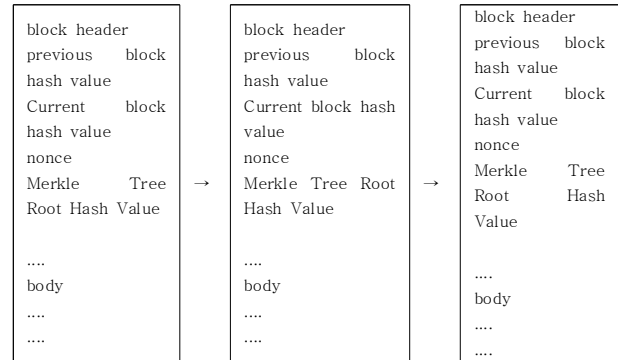 block header
previous block
hash value
Current block
hash value
nonce
Merkle Tree
Root Hash Value
....
body
....
....
→
block header
previous block
hash value
Current block hash
value
nonce
Merkle Tree Root
Hash Value
....
body
....
....
→
block header
previous block
hash value
Current block
hash value
nonce
Merkle Tree
Root Hash
Value
....
body
....
....